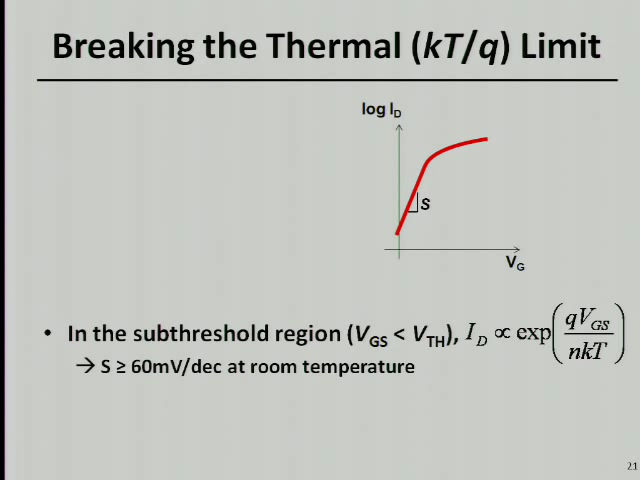 Breaking the Thermal (kT/q) Limit
log I_D
S
V_G
• In the subthreshold region (V_GS < V_TH), I_D ∝ exp(qV_GS / nkT)
→ S ≥ 60mV/dec at room temperature
21